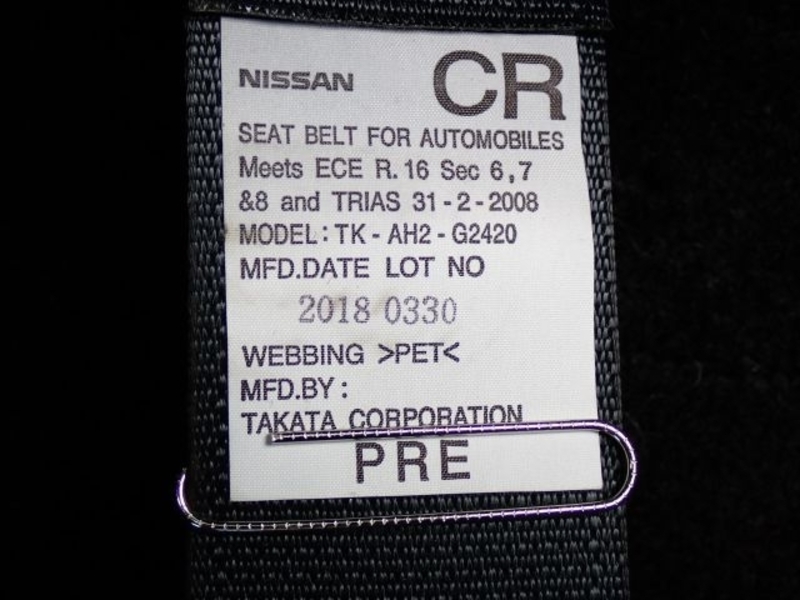 NISSAN CR
SEAT BELT FOR AUTOMOBILES
Meets ECE R.16 Sec 6,7
&8 and TRIAS 31-2-2008
MODEL: TK-AH2-G2420
MFD.DATE LOT NO
2018 0330
WEBBING >PET<
MFD.BY:
TAKATA CORPORATION
PRE